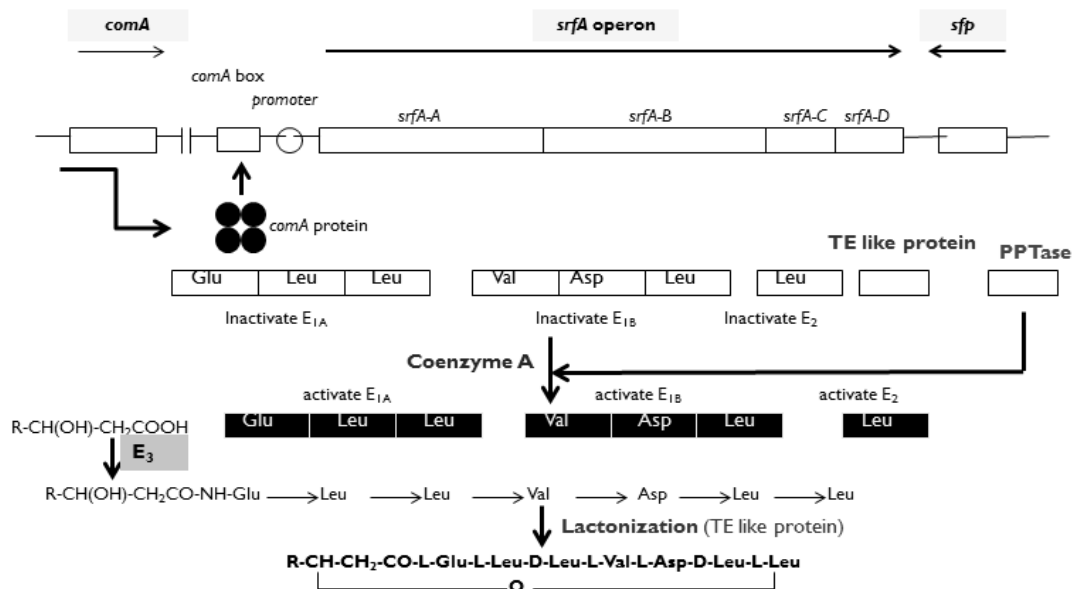 comA srfA operon sfp
comA box
promoter
srfA-A srfA-B srfA-C srfA-D
comA protein
TE like protein
PPTase
Glu Leu Leu Val Asp Leu Leu
Inactivate E1A Inactivate E1B Inactivate E2
Coenzyme A
activate E1A activate E1B activate E2
Glu Leu Leu Val Asp Leu Leu
R-CH(OH)-CH2COOH
E3
R-CH(OH)-CH2CO-NH-Glu Leu Leu Val Asp Leu Leu
Lactonization (TE like protein)
R-CH-CH2-CO-L-Glu-L-Leu-D-Leu-L-Val-L-Asp-D-Leu-L-Leu
O